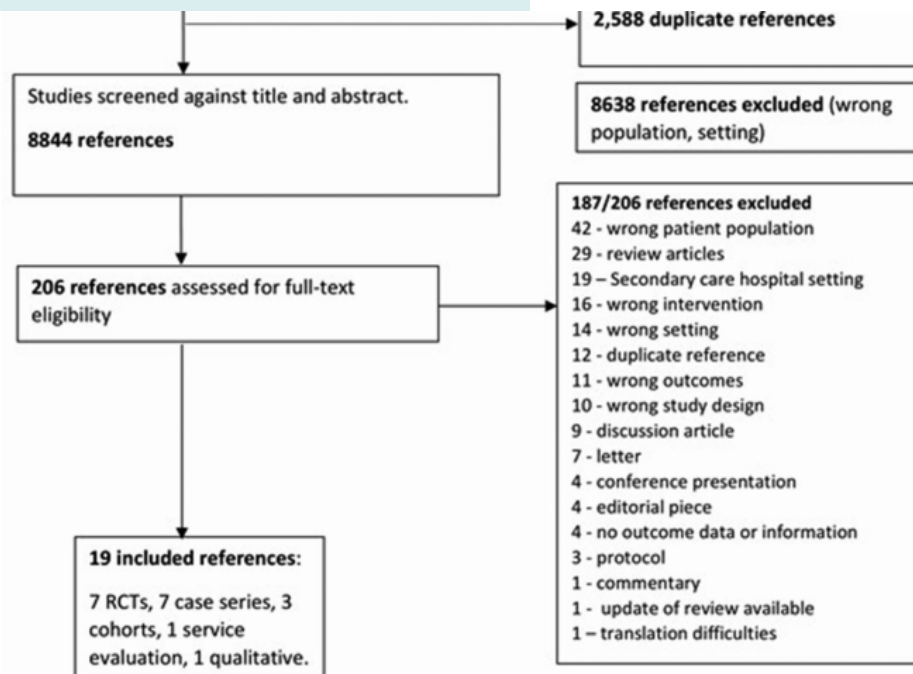 2,588 duplicate references
Studies screened against title and abstract.
8844 references
8638 references excluded (wrong
population, setting)
187/206 references excluded
42 - wrong patient population
29 - review articles
19 – Secondary care hospital setting
16 - wrong intervention
14 - wrong setting
12 - duplicate reference
11 - wrong outcomes
10 - wrong study design
9 - discussion article
7 - letter
4 - conference presentation
4 - editorial piece
4 - no outcome data or information
3 - protocol
1 - commentary
1 -  update of review available
1 – translation difficulties
206 references assessed for full-text
eligibility
19 included references:
7 RCTs, 7 case series, 3
cohorts, 1 service
evaluation, 1 qualitative.